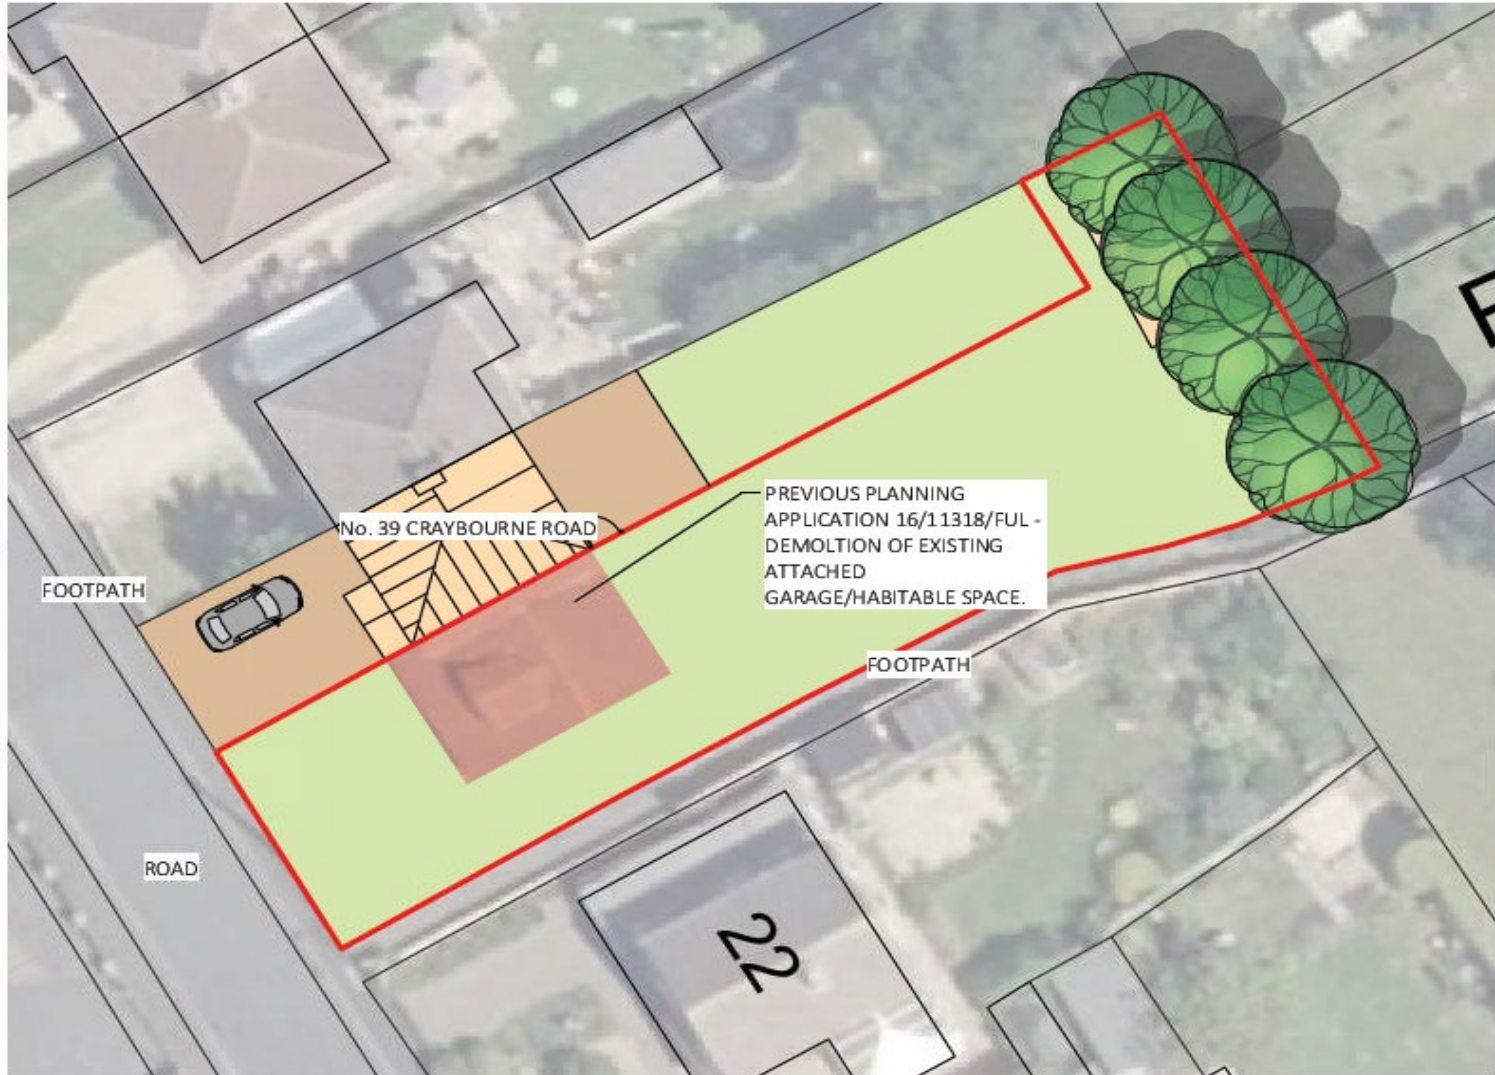 PREVIOUS PLANNING
APPLICATION 16/11318/FUL -
DEMOLTION OF EXISTING
ATTACHED
GARAGE/HABITABLE SPACE.
No. 39 CRAYBOURNE ROAD
FOOTPATH
FOOTPATH
ROAD
22